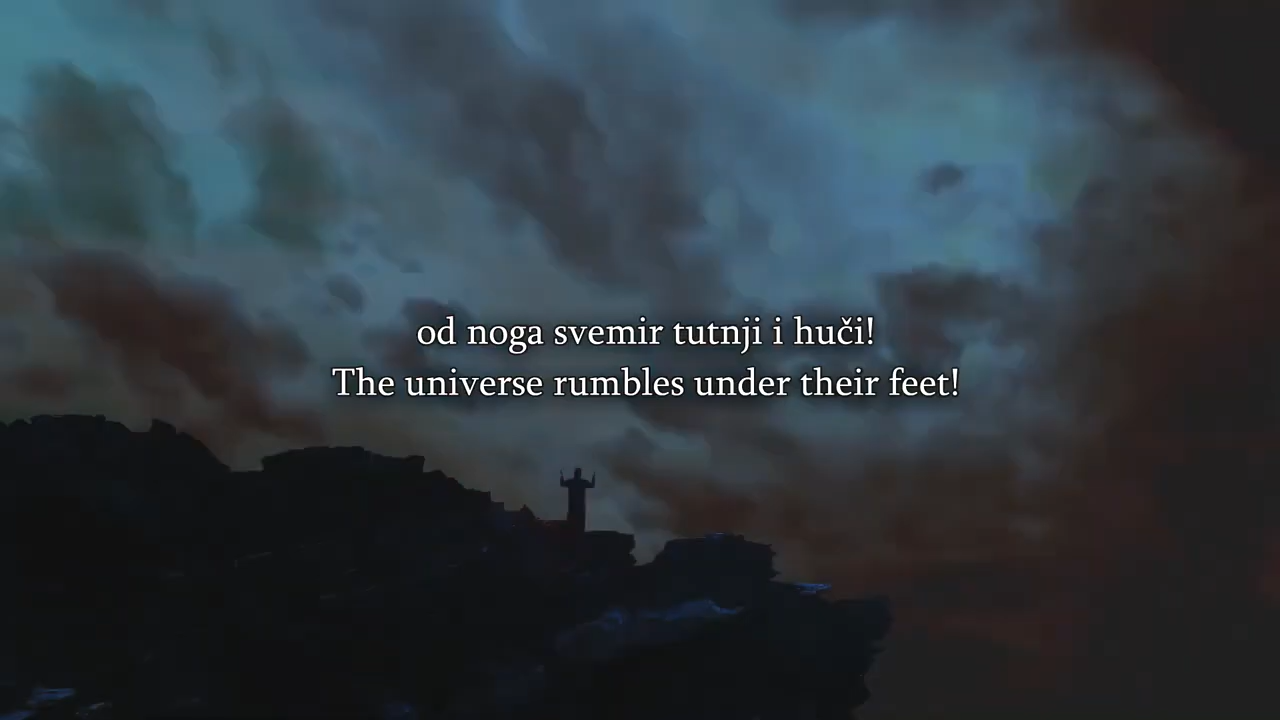 od noga svemir tutnji i huči!
The universe rumbles under their feet!